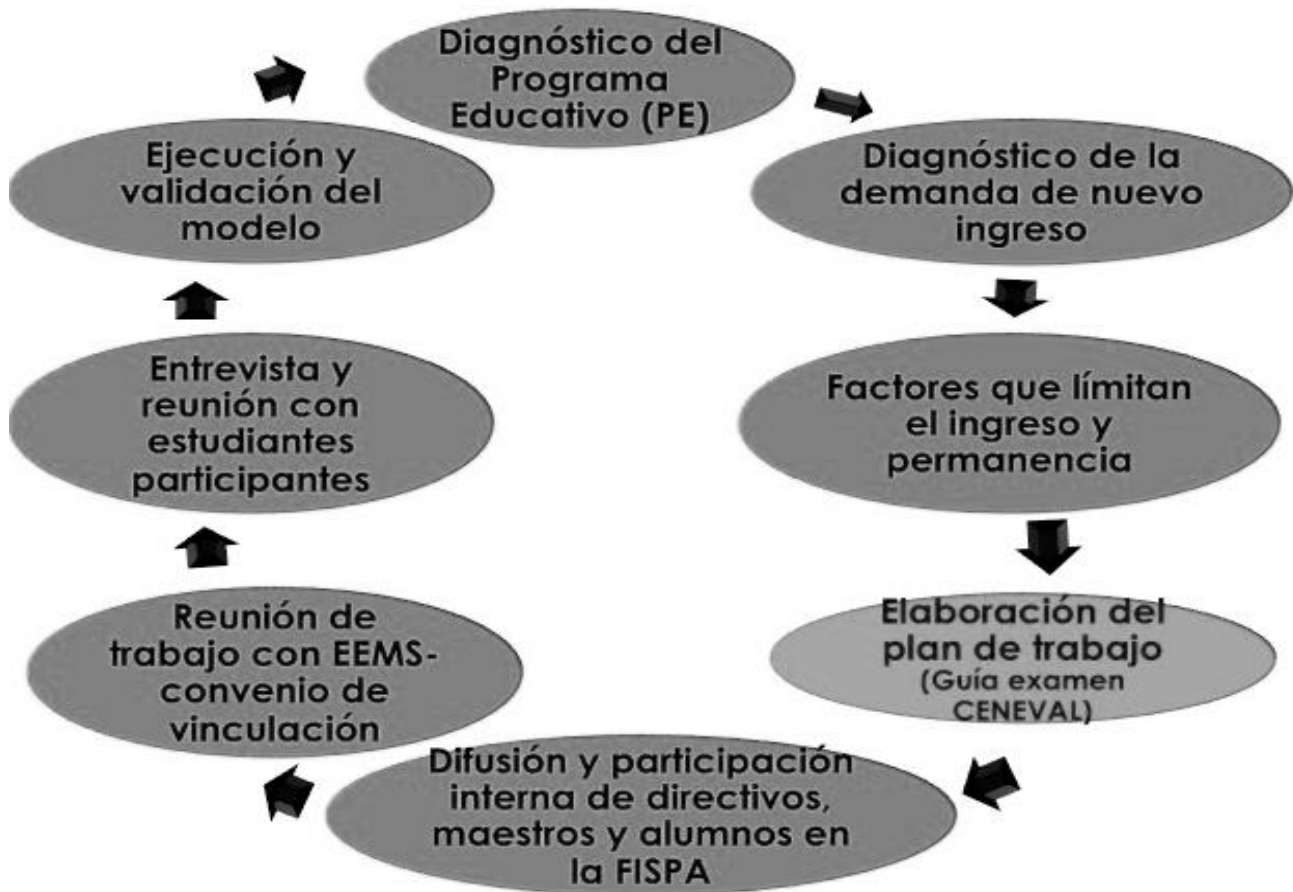 Diagnóstico del
Programa
Educativo (PE)
Diagnóstico de la
demanda de nuevo
ingreso
Factores que límitan
el ingreso y
permanencia
Elaboración del
plan de trabajo
(Guía examen
CENEVAL)
Difusión y participación
interna de directivos,
maestros y alumnos en
la FISPA
Reunión de
trabajo con EEMS-
convenio de
vinculación
Entrevista y
reunión con
estudiantes
participantes
Ejecución y
validación del
modelo